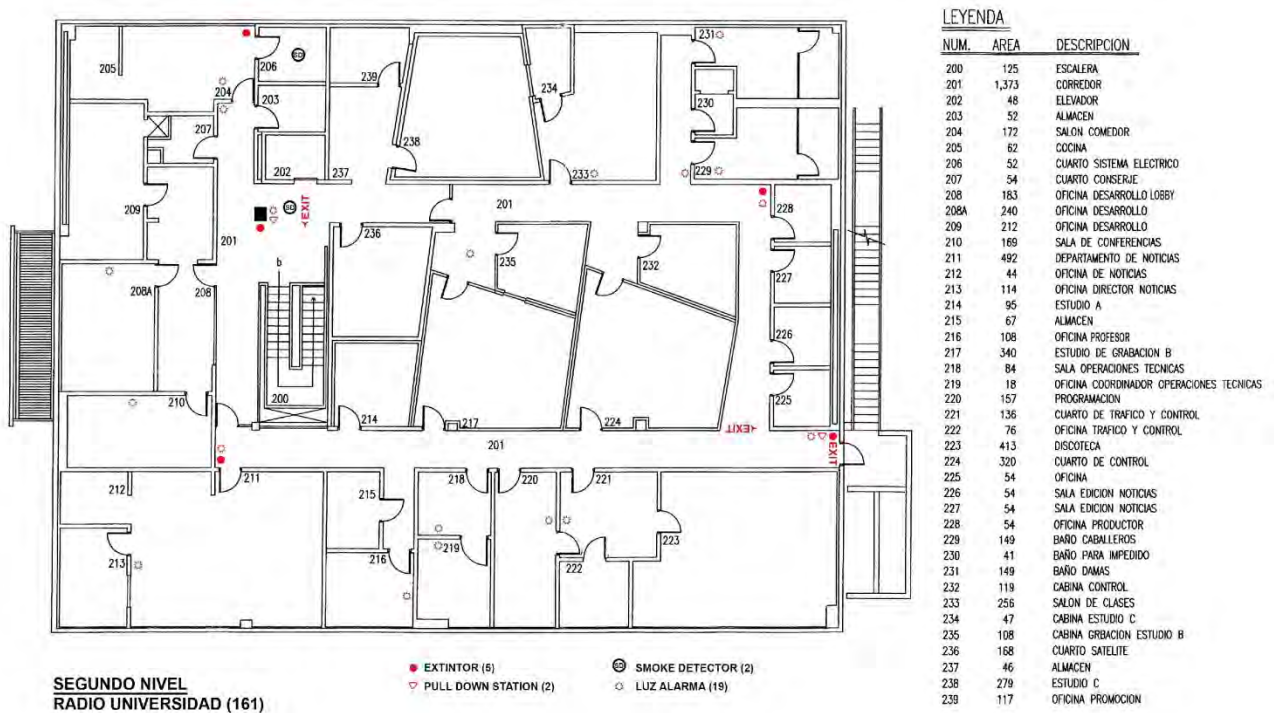 LEYENDA
NUM. AREA DESCRIPCION
200 125 ESCALERA
201 1,373 CORREDOR
202 48 ELEVADOR
203 52 ALMACEN
204 172 SALON COMEDOR
205 62 COCINA
206 52 CUARTO SISTEMA ELECTRICO
207 54 CUARTO CONSERJE
208 183 OFICINA DESARROLLO LOBBY
208A 240 OFICINA DESARROLLO
209 212 OFICINA DESARROLLO
210 169 SALA DE CONFERENCIAS
211 492 DEPARTAMENTO DE NOTICIAS
212 44 OFICINA DE NOTICIAS
213 114 OFICINA DIRECTOR NOTICIAS
214 95 ESTUDIO A
215 67 ALMACEN
216 108 OFICINA PROFESOR
217 340 ESTUDIO DE GRABACION B
218 84 SALA OPERACIONES TECNICAS
219 18 OFICINA COORDINADOR OPERACIONES TECNICAS
220 157 PROGRAMACION
221 136 CUARTO DE TRAFICO Y CONTROL
222 76 OFICINA TRAFICO Y CONTROL
223 413 DISCOTECA
224 320 CUARTO DE CONTROL
225 54 OFICINA
226 54 SALA EDICION NOTICIAS
227 54 SALA EDICION NOTICIAS
228 54 OFICINA PRODUCTOR
229 149 BAÑO CABALLEROS
230 41 BAÑO PARA IMPEDIDO
231 149 BAÑO DAMAS
232 119 CABINA CONTROL
233 256 SALON DE CLASES
234 47 CABINA ESTUDIO C
235 108 CABINA GRBACION ESTUDIO B
236 168 CUARTO SATELITE
237 46 ALMACEN
238 279 ESTUDIO C
239 117 OFICINA PROMOCION
231
205
206
239
234
204
203
230
207
238
202
237
233
229
EXIT
201
228
209
201
236
235
232
b
208A
208
227
226
210
200
214
217
224
225
EXIT
201
EXIT
211
218
220
221
212
215
219
223
213
216
222
EXTINTOR (5)
SD SMOKE DETECTOR (2)
PULL DOWN STATION (2)
LUZ ALARMA (19)
SEGUNDO NIVEL
RADIO UNIVERSIDAD (161)